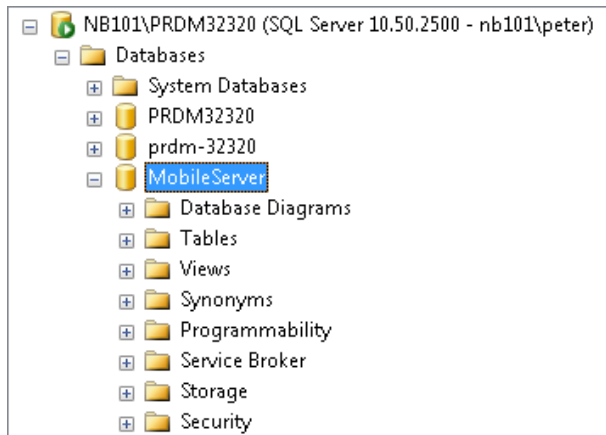 NB101\PRDM32320 (SQL Server 10.50.2500 - nb101\peter)
Databases
System Databases
PRDM32320
prdm-32320
MobileServer
Database Diagrams
Tables
Views
Synonyms
Programmability
Service Broker
Storage
Security